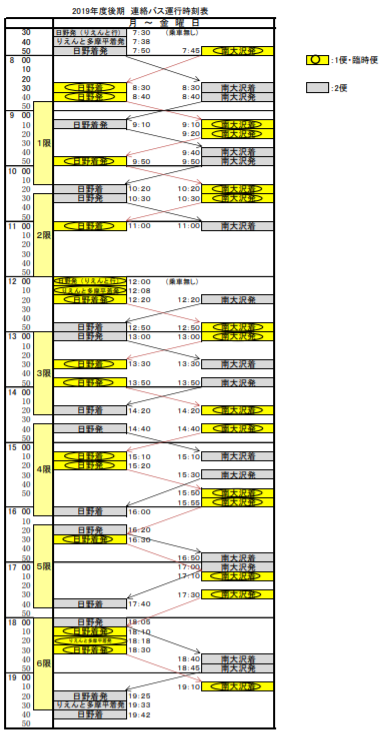 2019年度後期 連絡バス運行時刻表
月 ～ 金 曜 日
30 日野発(りえんと行) 7:30 (乗車無し)
40 りえんと多摩平着発 7:38
50 日野着発 7:50 7:45 南大沢発
:1便・臨時便
:2便
8 00
10
20
30 日野着 8:30 8:30 南大沢着
40 日野発 8:40 8:40 南大沢発
50
9 00
10 日野着発 9:10 9:10 南大沢着
20 9:20 南大沢発
30
1限
40 9:40 南大沢着
50 日野着発 9:50 9:50 南大沢発
10 00
10
20 日野着 10:20 10:20 南大沢着
30 日野発 10:30 10:30 南大沢発
40
50
11 00 日野着 11:00 11:00 南大沢着
10
2限
20
30
40
50
12 00 日野発(りえんと行) 12:00 (乗車無し)
10 りえんと多摩平着発 12:08
20 日野着発 12:20 12:20 南大沢発
30
40
50 日野着 12:50 12:50 南大沢着
13 00 日野発 13:00 13:00 南大沢発
10
20
30 日野着 13:30 13:30 南大沢着
40
3限
50 日野発 13:50 13:50 南大沢発
14 00
10
20 日野着 14:20 14:20 南大沢着
30
40 日野発 14:40 14:40 南大沢発
50
15 00
10 日野着 15:10 15:10 南大沢着
20 日野発 15:20
4限
30 15:30 南大沢発
40
50 15:50 南大沢着
15:55 南大沢発
16 00 日野着 16:00
10
20 日野発 16:20
30 日野着発 16:30
40
50 16:50 南大沢着
17 00 17:00 南大沢発
5限
10 17:10 南大沢着
20
30 17:30 南大沢発
40 日野着 17:40
50
18 00 日野発 18:05
10 日野着発 18:10
20 りえんと多摩平着発 18:18
30 日野着発 18:30
6限
40 18:40 南大沢着
50 18:45 南大沢発
19 00
10 19:10 南大沢着
20 日野着発 19:25
30 りえんと多摩平着発 19:33
40 日野着 19:42
50